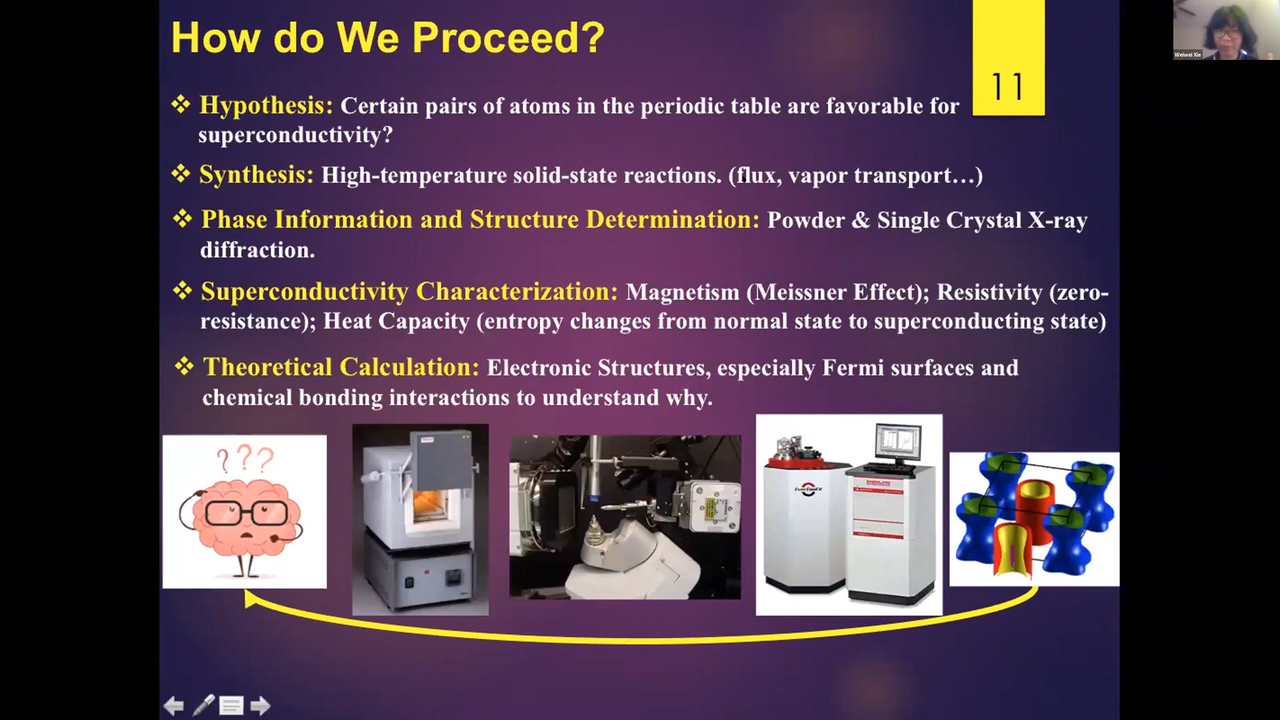 How do We Proceed?
11
❖ Hypothesis: Certain pairs of atoms in the periodic table are favorable for
superconductivity?
❖ Synthesis: High-temperature solid-state reactions. (flux, vapor transport…)
❖ Phase Information and Structure Determination: Powder & Single Crystal X-ray
diffraction.
❖ Superconductivity Characterization: Magnetism (Meissner Effect); Resistivity (zero-
resistance); Heat Capacity (entropy changes from normal state to superconducting state)
❖ Theoretical Calculation: Electronic Structures, especially Fermi surfaces and
chemical bonding interactions to understand why.
? ? ?
Weiwei Xie